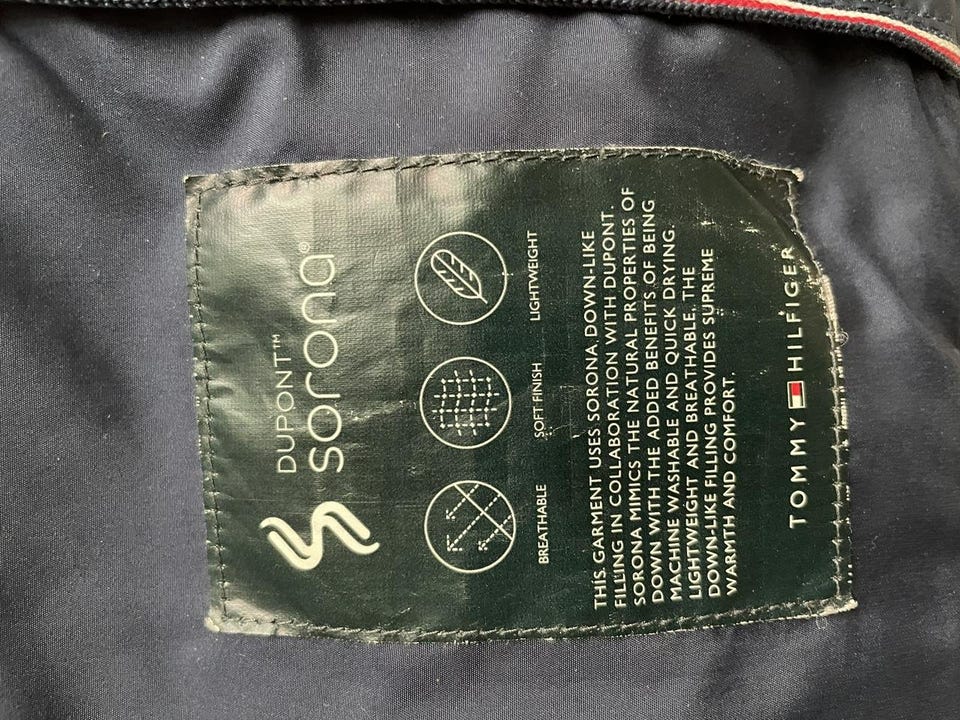 DUPONT™
sorona®
BREATHABLE
SOFT FINISH
LIGHTWEIGHT
THIS GARMENT USES SORONA DOWN-LIKE
FILLING IN COLLABORATION WITH DUPONT.
SORONA MIMICS THE NATURAL PROPERTIES OF
DOWN WITH THE ADDED BENEFITS OF BEING
MACHINE WASHABLE AND QUICK DRYING.
LIGHTWEIGHT AND BREATHABLE, THE
DOWN-LIKE FILLING PROVIDES SUPREME
WARMTH AND COMFORT.
TOMMY HILFIGER